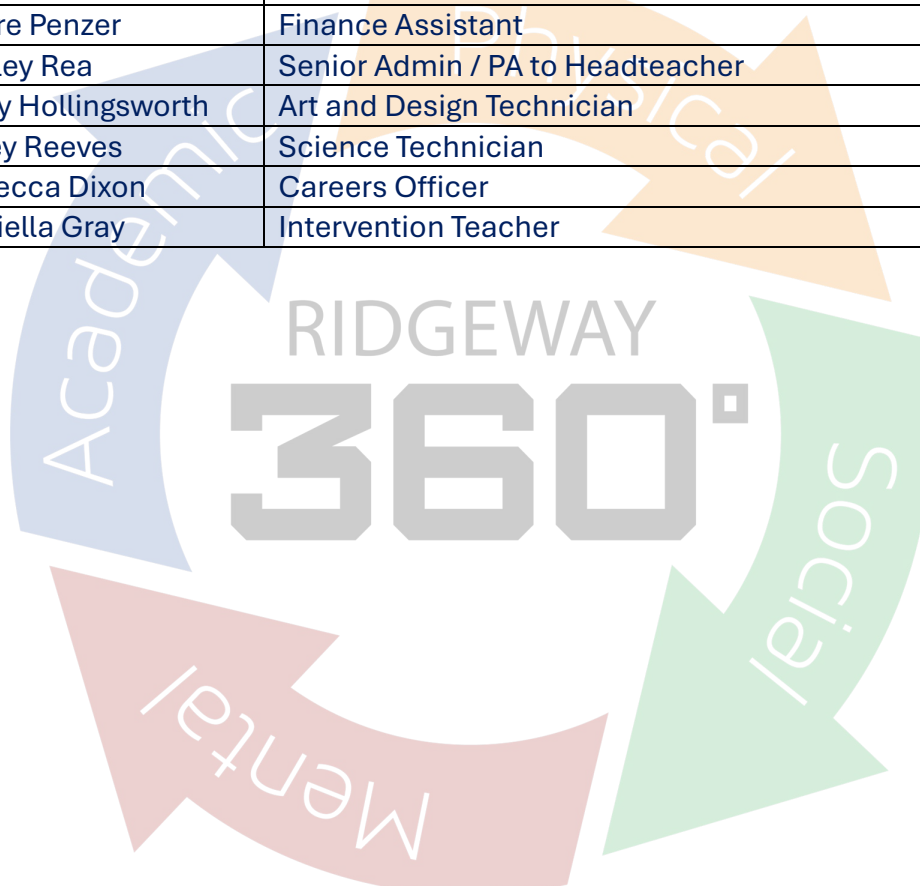 re Penzer Finance Assistant
ley Rea Senior Admin / PA to Headteacher
y Hollingsworth Art and Design Technician
ey Reeves Science Technician
ecca Dixon Careers Officer
iella Gray Intervention Teacher
Physical
Academic
RIDGEWAY
360°
Social
Mental